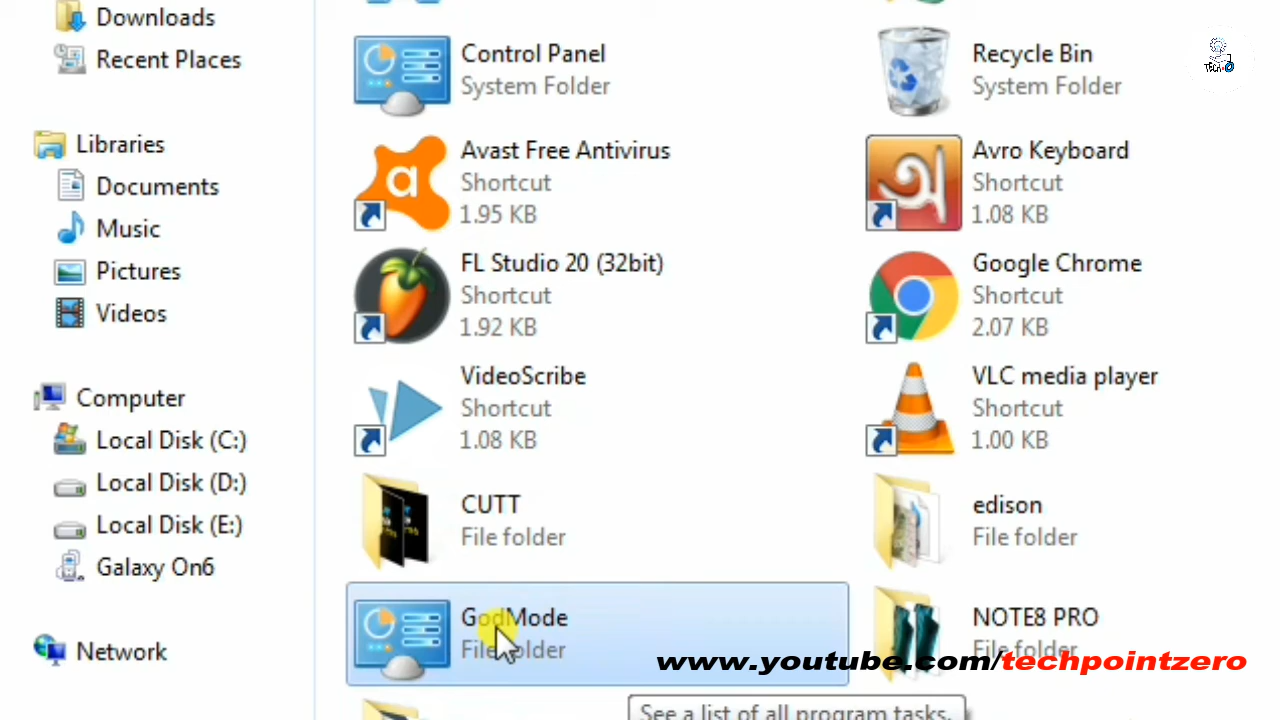 Downloads
Recent Places
Libraries
Documents
Music
Pictures
Videos
Computer
Local Disk (C:)
Local Disk (D:)
Local Disk (E:)
Galaxy On6
Network
Control Panel
System Folder
Recycle Bin
System Folder
Avast Free Antivirus
Shortcut
1.95 KB
Avro Keyboard
Shortcut
1.08 KB
FL Studio 20 (32bit)
Shortcut
1.92 KB
Google Chrome
Shortcut
2.07 KB
VideoScribe
Shortcut
1.08 KB
VLC media player
Shortcut
1.00 KB
CUTT
File folder
edison
File folder
GodMode
File folder
NOTE8 PRO
File folder
www.youtube.com/techpointzero
See a list of all program tasks.